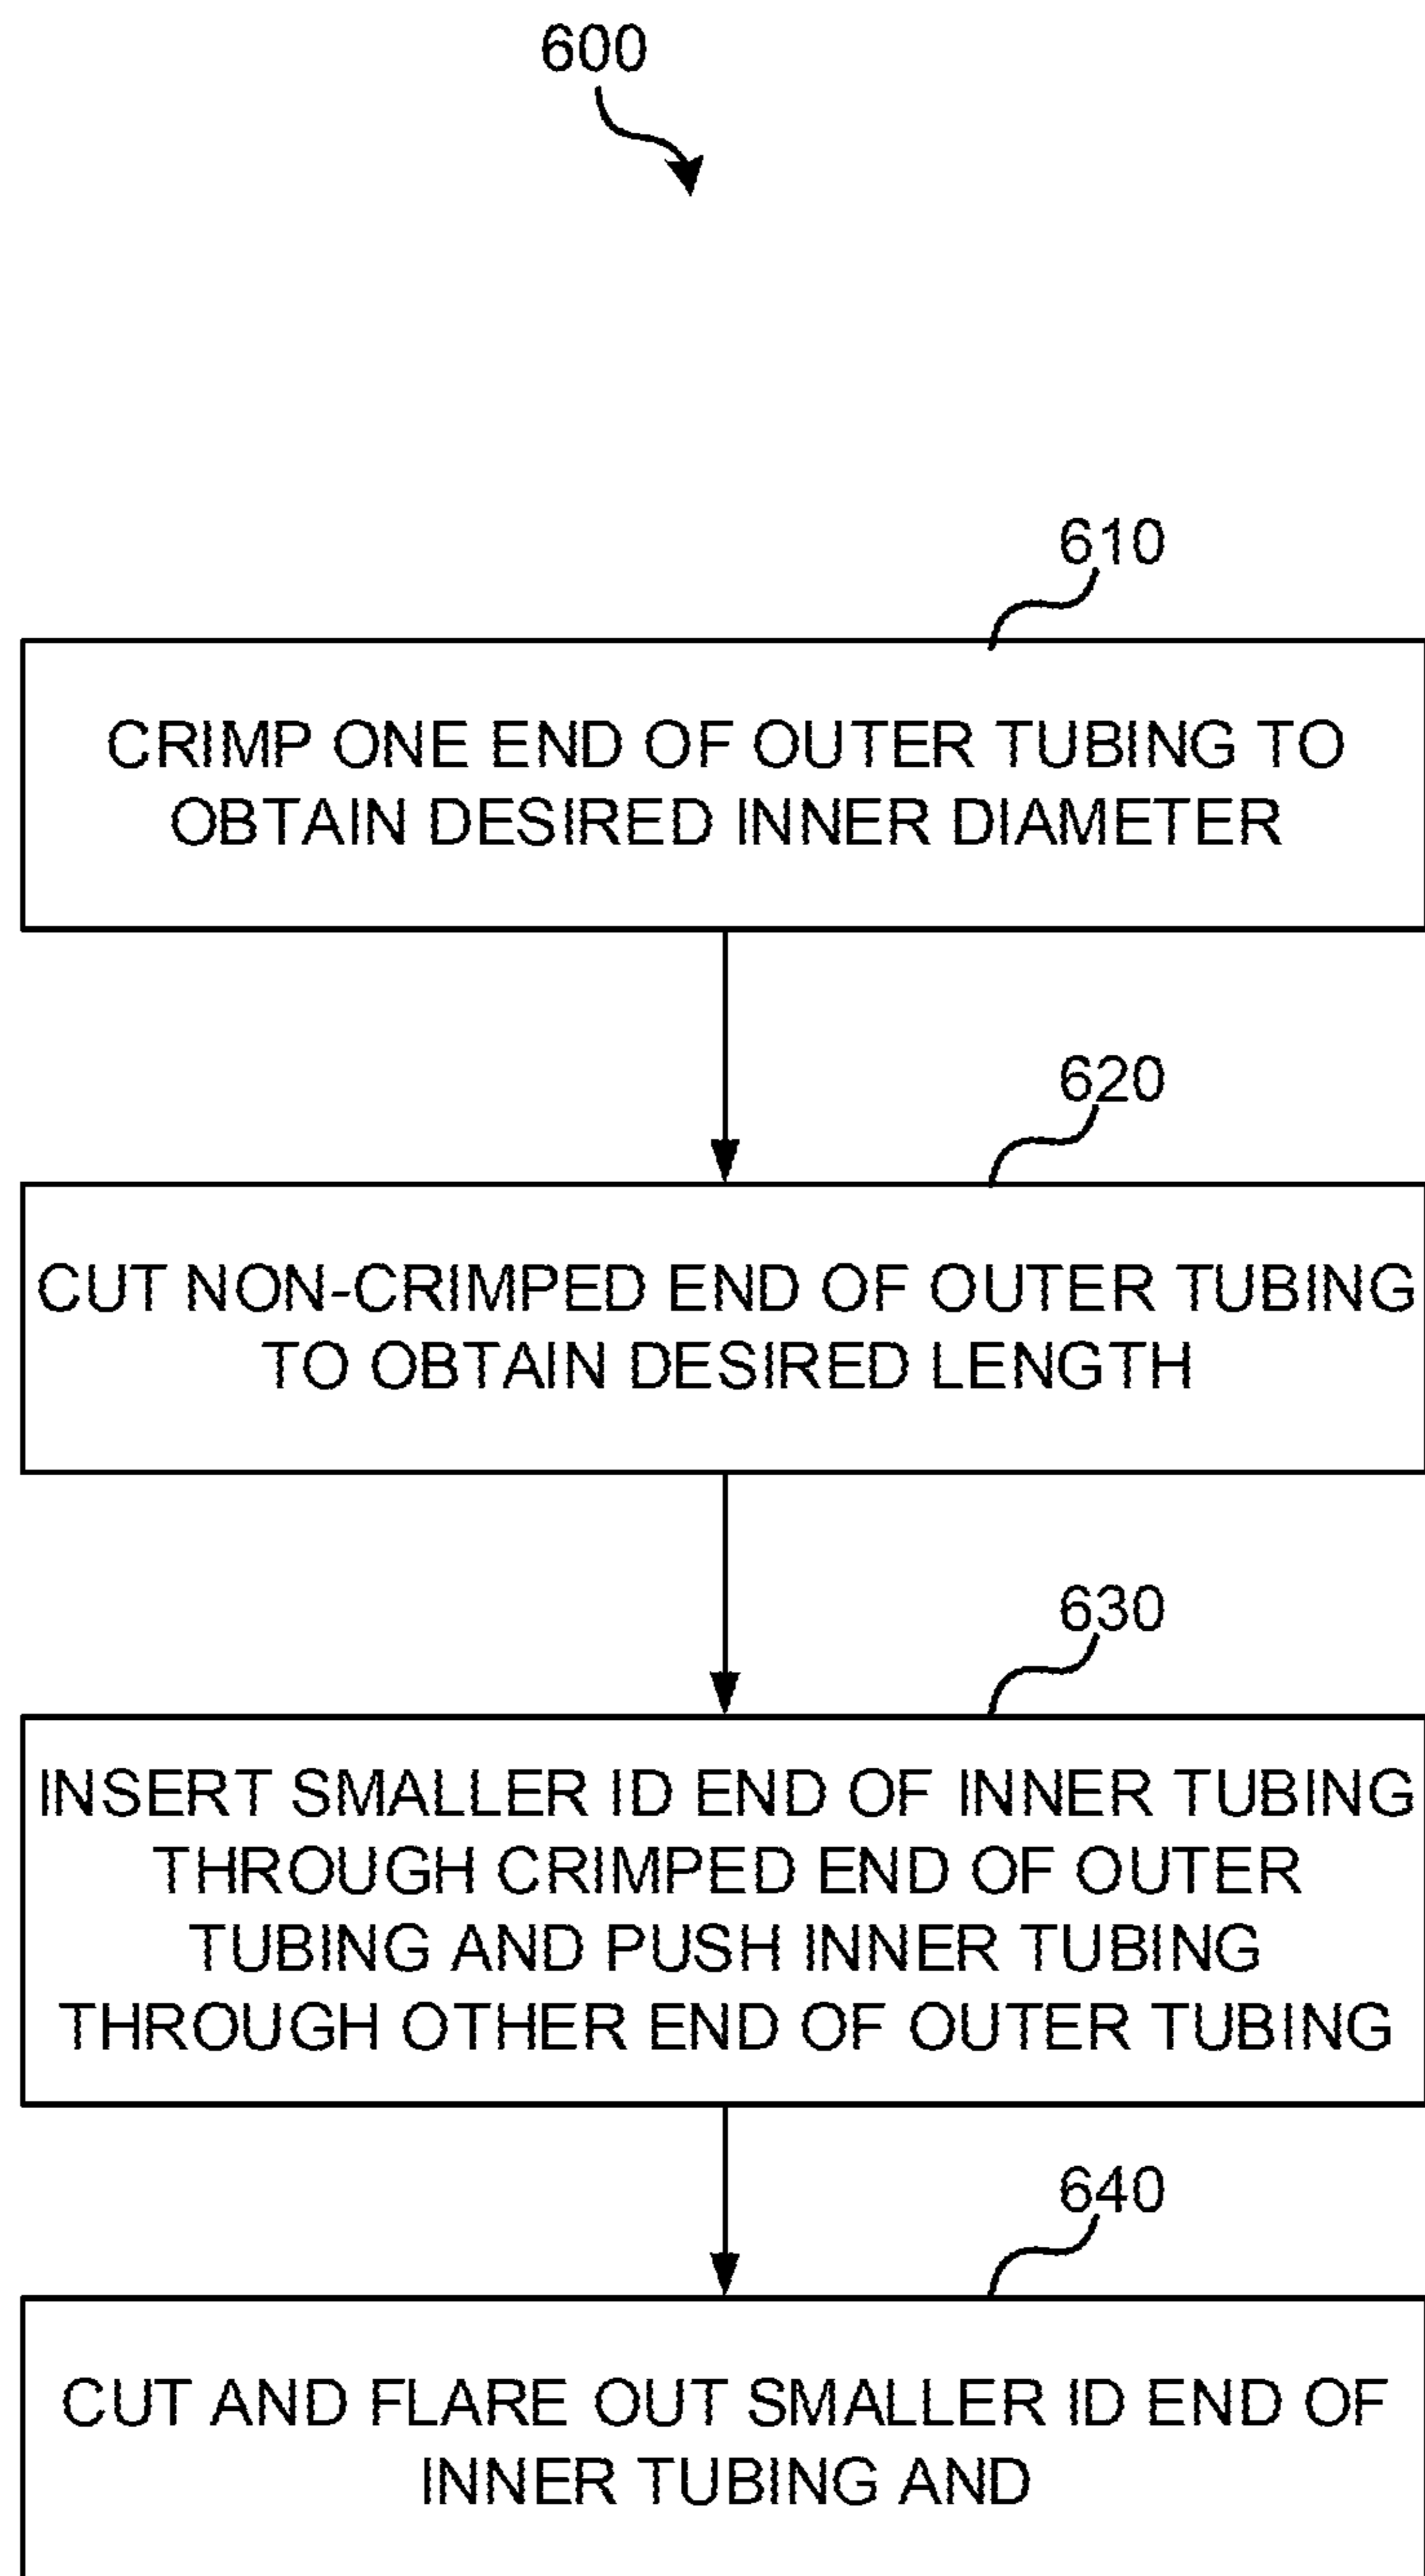 600
610
CRIMP ONE END OF OUTER TUBING TO
OBTAIN DESIRED INNER DIAMETER
620
CUT NON-CRIMPED END OF OUTER TUBING
TO OBTAIN DESIRED LENGTH
630
INSERT SMALLER ID END OF INNER TUBING
THROUGH CRIMPED END OF OUTER
TUBING AND PUSH INNER TUBING
THROUGH OTHER END OF OUTER TUBING
640
CUT AND FLARE OUT SMALLER ID END OF
INNER TUBING AND